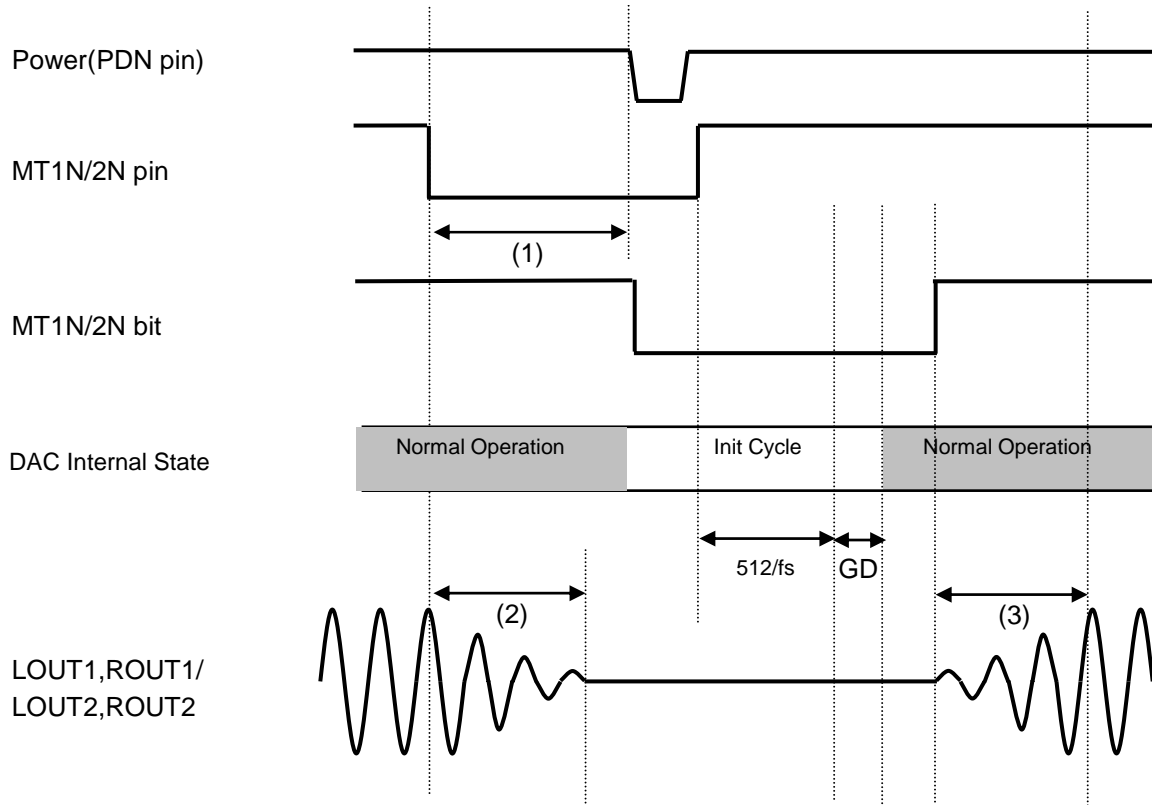 Power(PDN pin)
MT1N/2N pin
(1)
MT1N/2N bit
DAC Internal State
Normal Operation
Init Cycle
Normal Operation
512/fs
GD
(2)
(3)
LOUT1,ROUT1/
LOUT2,ROUT2